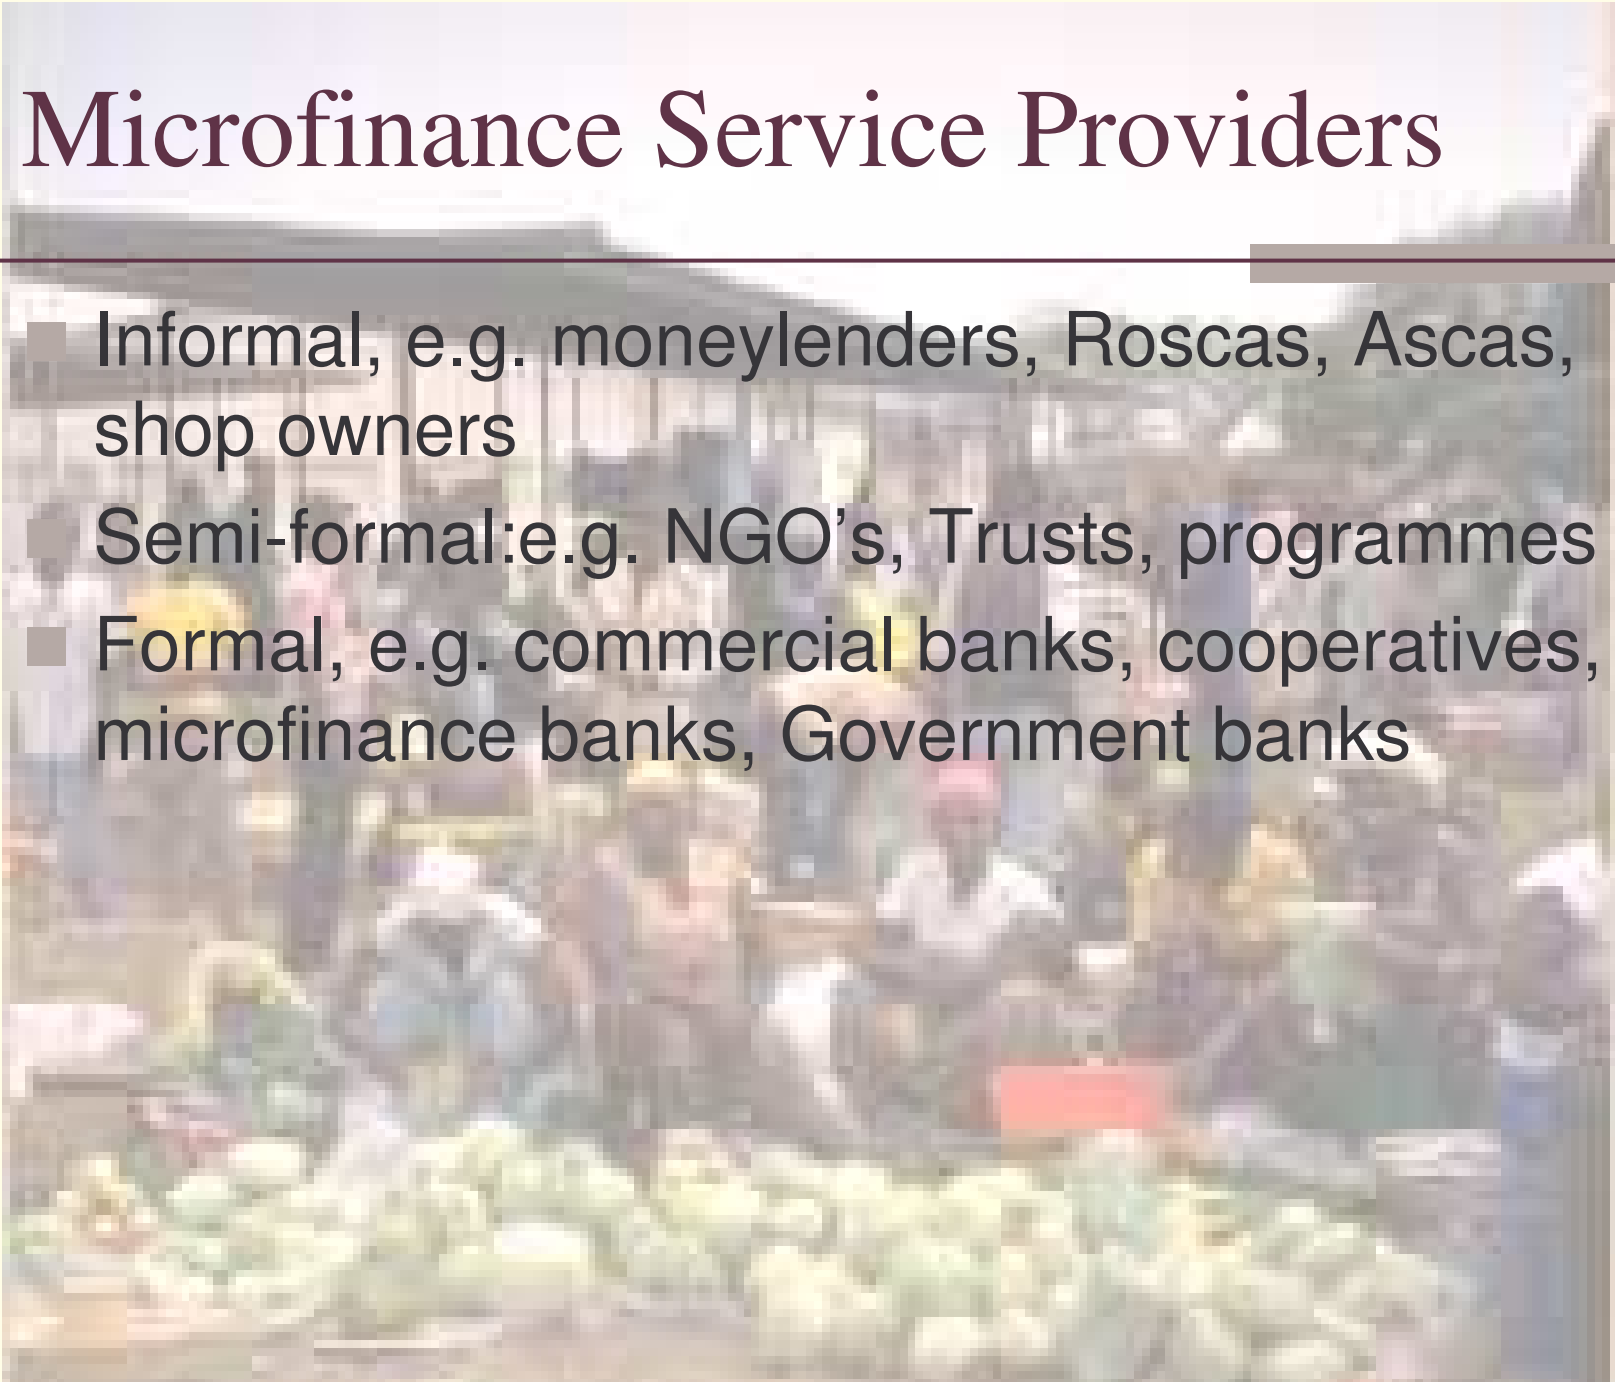 Microfinance Service Providers
Informal, e.g. moneylenders, Roscas, Ascas,
shop owners
Semi-formal:e.g. NGO’s, Trusts, programmes
Formal, e.g. commercial banks, cooperatives,
microfinance banks, Government banks